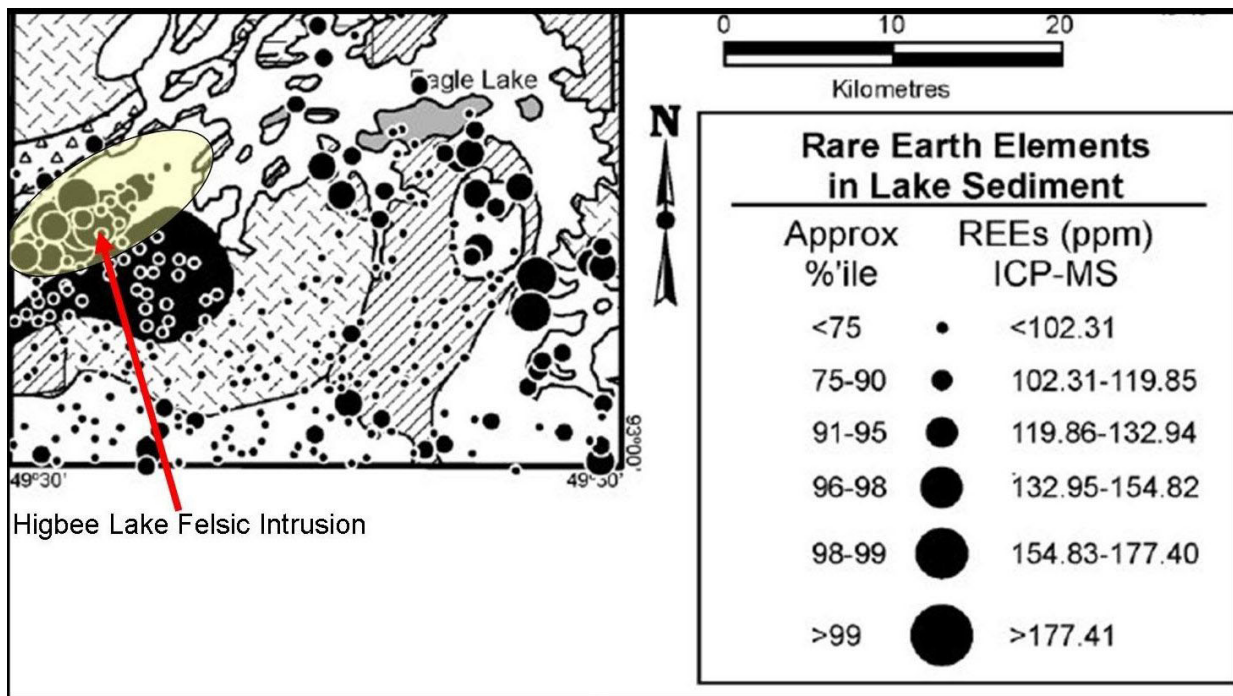 0 10 20
Kilometres
Eagle Lake
N
93°00'
49°30'
49°30'
Higbee Lake Felsic Intrusion
Rare Earth Elements
in Lake Sediment
Approx REEs (ppm)
%'ile ICP-MS
<75 <102.31
75-90 102.31-119.85
91-95 119.86-132.94
96-98 132.95-154.82
98-99 154.83-177.40
>99 >177.41